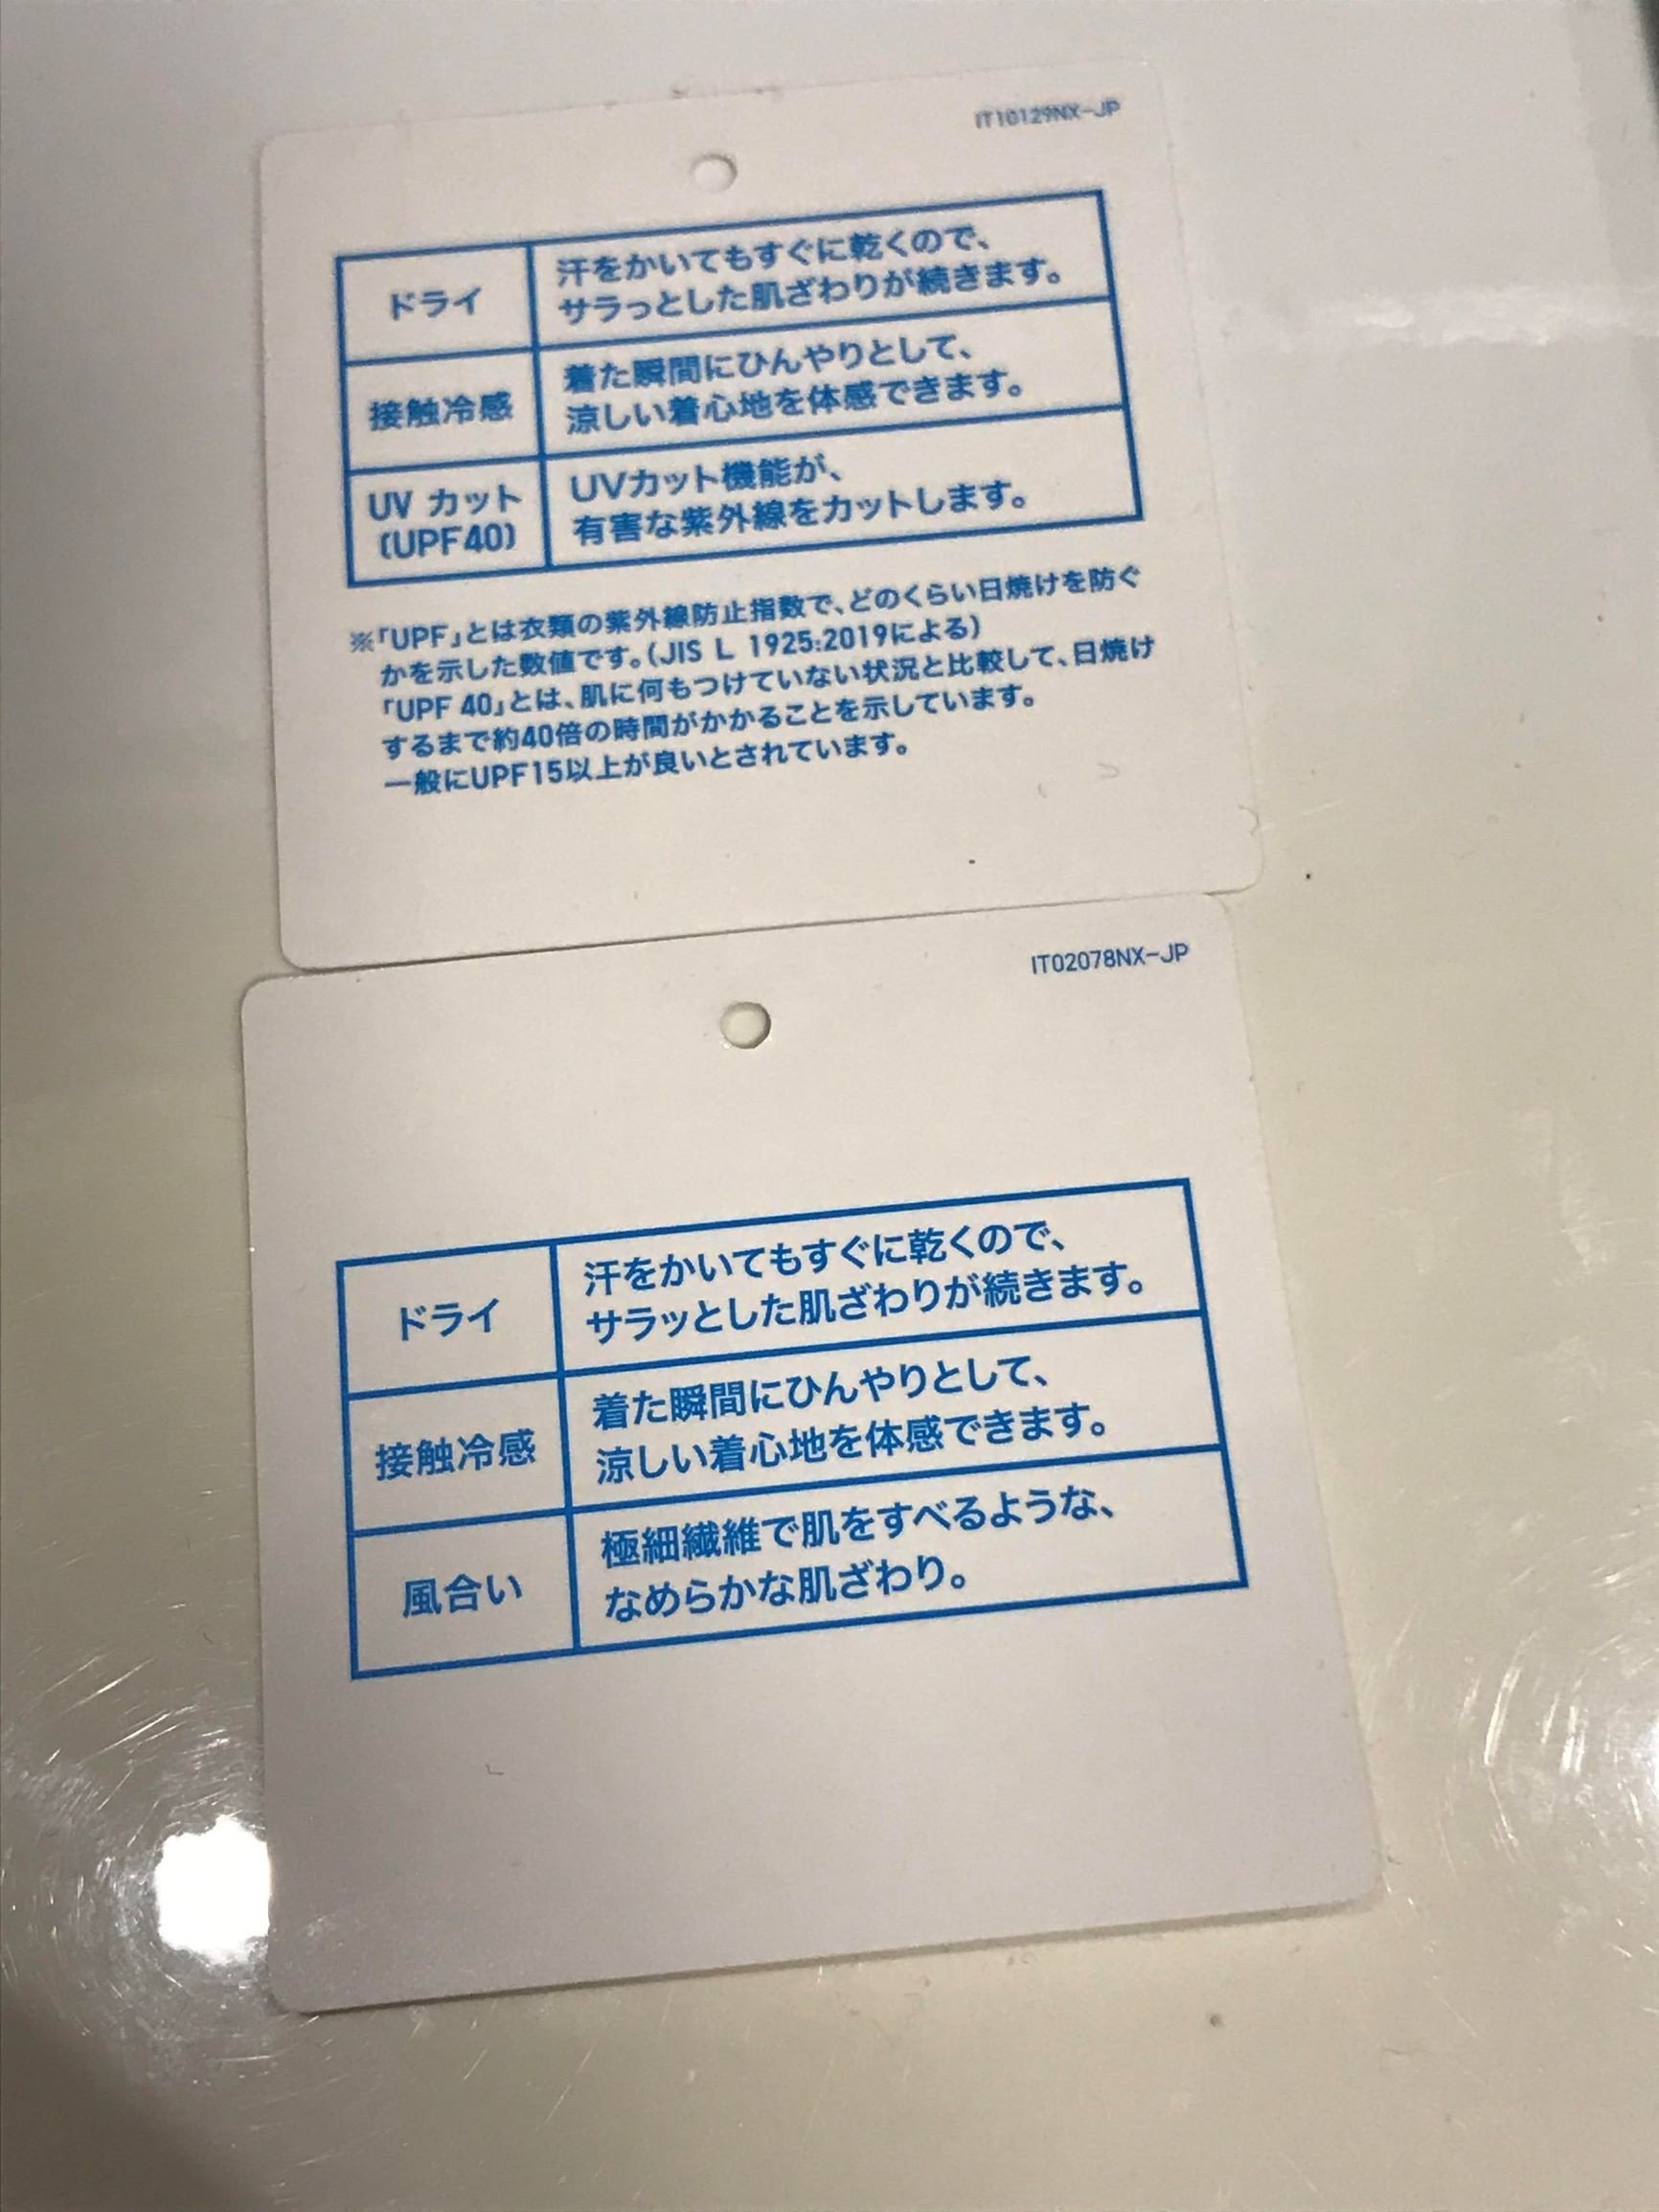 IT10129NX-JP
ドライ
汗をかいてもすぐに乾くので、
サラっとした肌ざわりが続きます。
接触冷感
着た瞬間にひんやりとして、
涼しい着心地を体感できます。
UV カット
(UPF40)
UVカット機能が、
有害な紫外線をカットします。
※「UPF」とは衣類の紫外線防止指数で、どのくらい日焼けを防ぐ
かを示した数値です。(JIS L 1925:2019による)
「UPF 40」とは、肌に何もつけていない状況と比較して、日焼け
するまで約40倍の時間がかかることを示しています。
一般にUPF15以上が良いとされています。
IT02078NX-JP
ドライ
汗をかいてもすぐに乾くので、
サラッとした肌ざわりが続きます。
接触冷感
着た瞬間にひんやりとして、
涼しい着心地を体感できます。
風合い
極細繊維で肌をすべるような、
なめらかな肌ざわり。